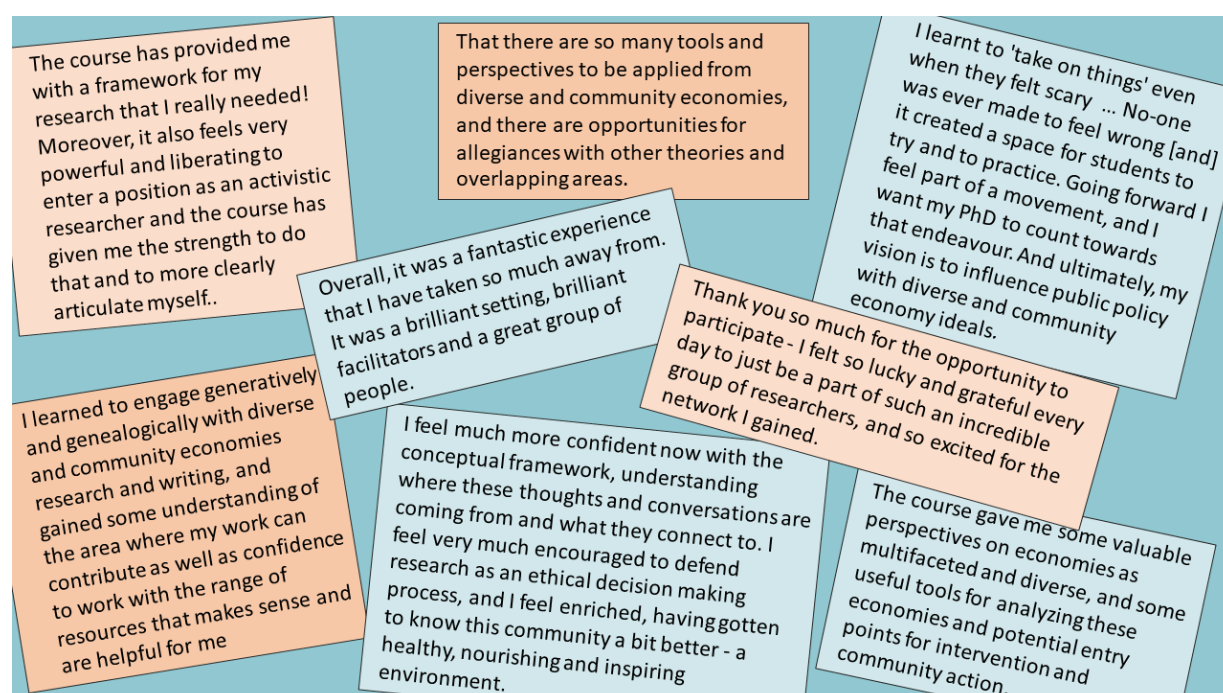 The course has provided me
with a framework for my
research that I really needed!
Moreover, it also feels very
powerful and liberating to
enter a position as an activistic
researcher and the course has
given me the strength to do
that and to more clearly
articulate myself..
That there are so many tools and
perspectives to be applied from
diverse and community economies,
and there are opportunities for
allegiances with other theories and
overlapping areas.
I learnt to 'take on things' even
when they felt scary ... No-one
was ever made to feel wrong [and]
it created a space for students to
try and to practice. Going forward I
feel part of a movement, and I
want my PhD to count towards
that endeavour. And ultimately, my
vision is to influence public policy
with diverse and community
economy ideals.
Overall, it was a fantastic experience
that I have taken so much away from.
It was a brilliant setting, brilliant
facilitators and a great group of
people.
Thank you so much for the opportunity to
participate - I felt so lucky and grateful every
day to just be a part of such an incredible
group of researchers, and so excited for the
network I gained.
I learned to engage generatively
and genealogically with diverse
and community economies
research and writing, and
gained some understanding of
the area where my work can
contribute as well as confidence
to work with the range of
resources that makes sense and
are helpful for me
I feel much more confident now with the
conceptual framework, understanding
where these thoughts and conversations are
coming from and what they connect to. I
feel very much encouraged to defend
research as an ethical decision making
process, and I feel enriched, having gotten
to know this community a bit better - a
healthy, nourishing and inspiring
environment.
The course gave me some valuable
perspectives on economies as
multifaceted and diverse, and some
useful tools for analyzing these
economies and potential entry
points for intervention and
community action.